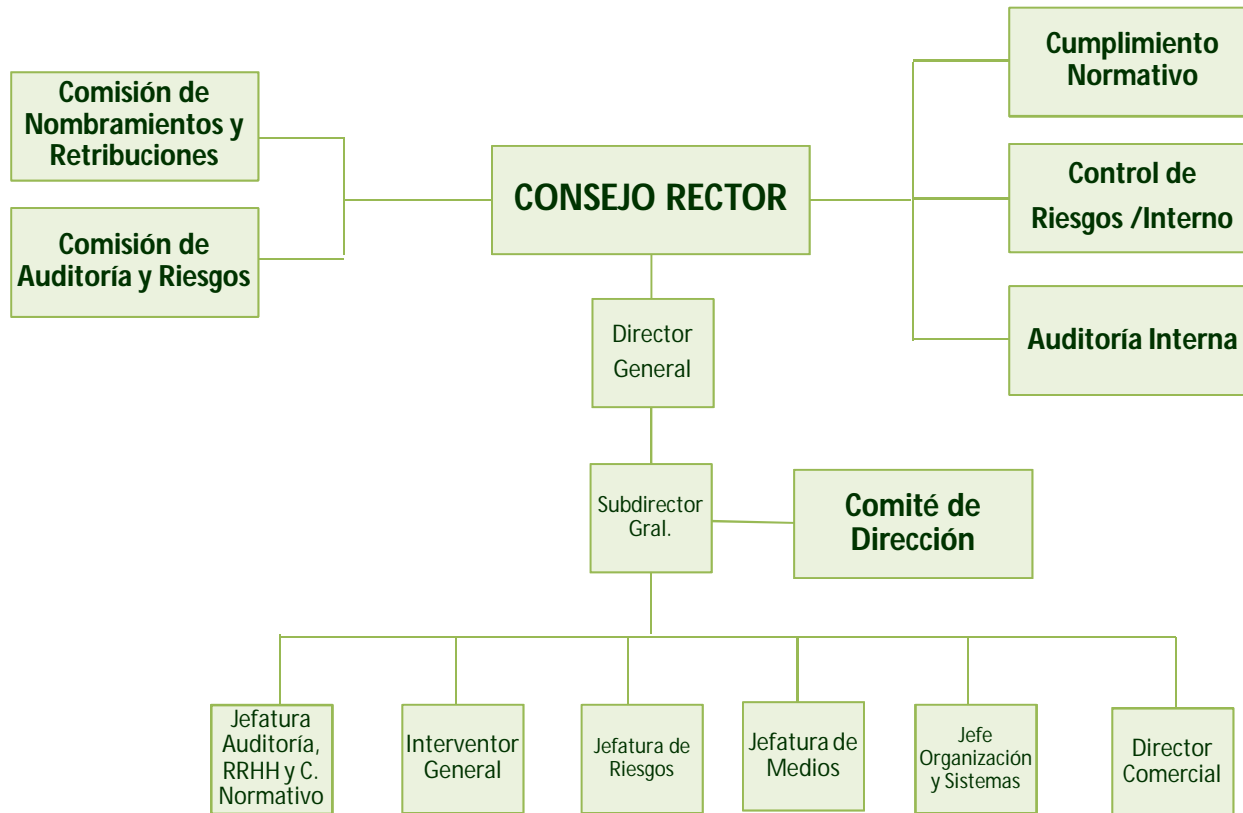 Comisión de
Nombramientos y
Retribuciones
Comisión de
Auditoría y Riesgos
CONSEJO RECTOR
Cumplimiento
Normativo
Control de
Riesgos /Interno
Auditoría Interna
Director
General
Subdirector
Gral.
Comité de
Dirección
Jefatura
Auditoría,
RRHH y C.
Normativo
Interventor
General
Jefatura de
Riesgos
Jefatura de
Medios
Jefe
Organización
y Sistemas
Director
Comercial